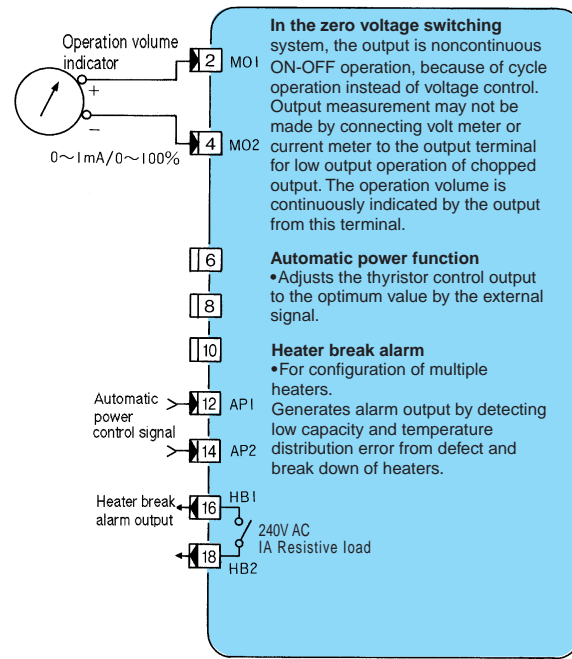 In the zero voltage switching
system, the output is noncontinuous
ON-OFF operation, because of cycle
operation instead of voltage control.
Output measurement may not be
made by connecting volt meter or
current meter to the output terminal
for low output operation of chopped
output. The operation volume is
continuously indicated by the output
from this terminal.
Operation volume
indicator
+
−
0～1mA/0～100%
2 MO1
4 MO2
6
8
10
Automatic power function
•Adjusts the thyristor control output
to the optimum value by the external
signal.
Heater break alarm
•For configuration of multiple
heaters.
Generates alarm output by detecting
low capacity and temperature
distribution error from defect and
break down of heaters.
Automatic
power
control signal
12 AP1
14 AP2
Heater break
alarm output
16 HB1
18 HB2
240V AC
1A Resistive load